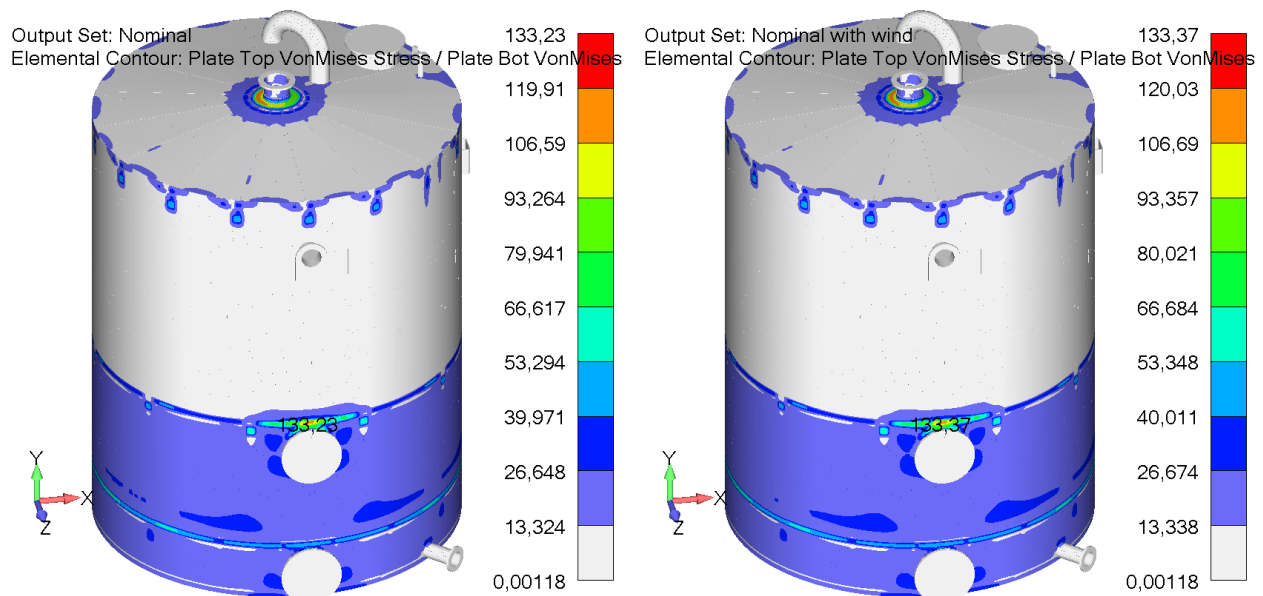 Output Set: Nominal
Elemental Contour: Plate Top VonMises Stress / Plate Bot VonMises
133,23
119,91
106,59
93,264
79,941
66,617
53,294
39,971
26,648
13,324
0,00118
133,23
Y
X
Z
Output Set: Nominal with wind
Elemental Contour: Plate Top VonMises Stress / Plate Bot VonMises
133,37
120,03
106,69
93,357
80,021
66,684
53,348
40,011
26,674
13,338
0,00118
133,37
Y
X
Z